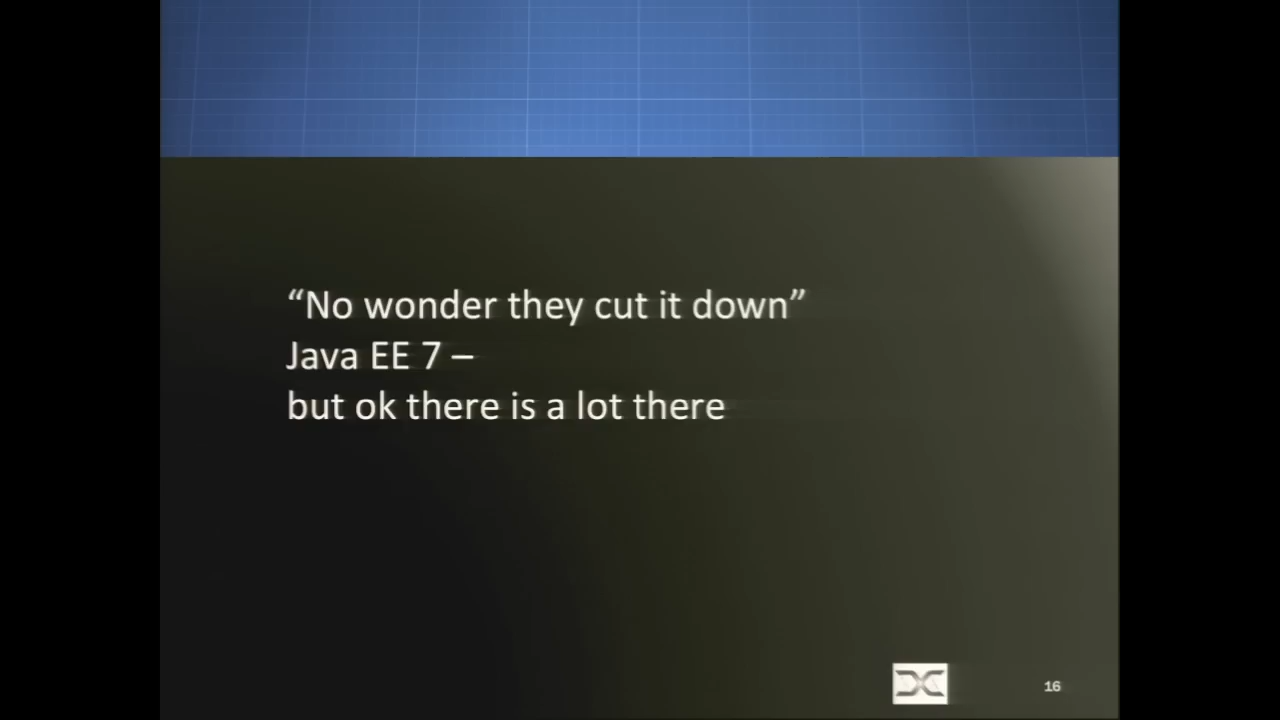 “No wonder they cut it down”
Java EE 7 –
but ok there is a lot there
16